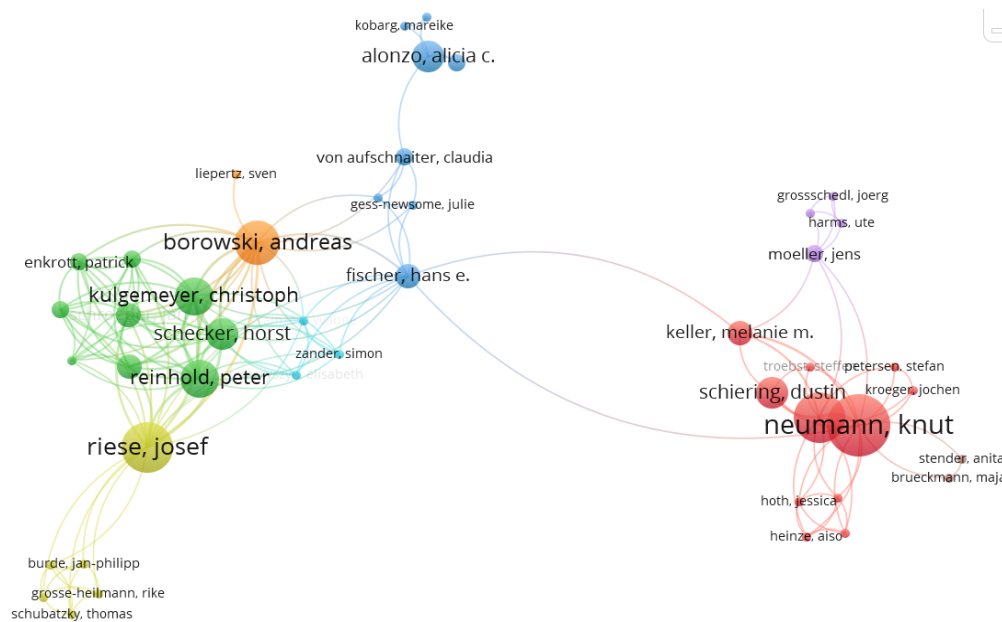 kobarg, mareike
alonzo, alicia c.
von aufschnaiter, claudia
liepertz, sven
gess-newsome, julie
grossschedl, joerg
harms, ute
borowski, andreas
moeller, jens
enkrott, patrick
fischer, hans e.
kulgemeyer, christoph
schecker, horst
keller, melanie m.
zander, simon
troebst, steffen
petersen, stefan
elisabeth
reinhold, peter
schiering, dustin
kroeger, jochen
neumann, knut
riese, josef
stender, anita
brueckmann, maja
hoth, jessica
heinze, aiso
burde, jan-philipp
grosse-heilmann, rike
schubatzky, thomas